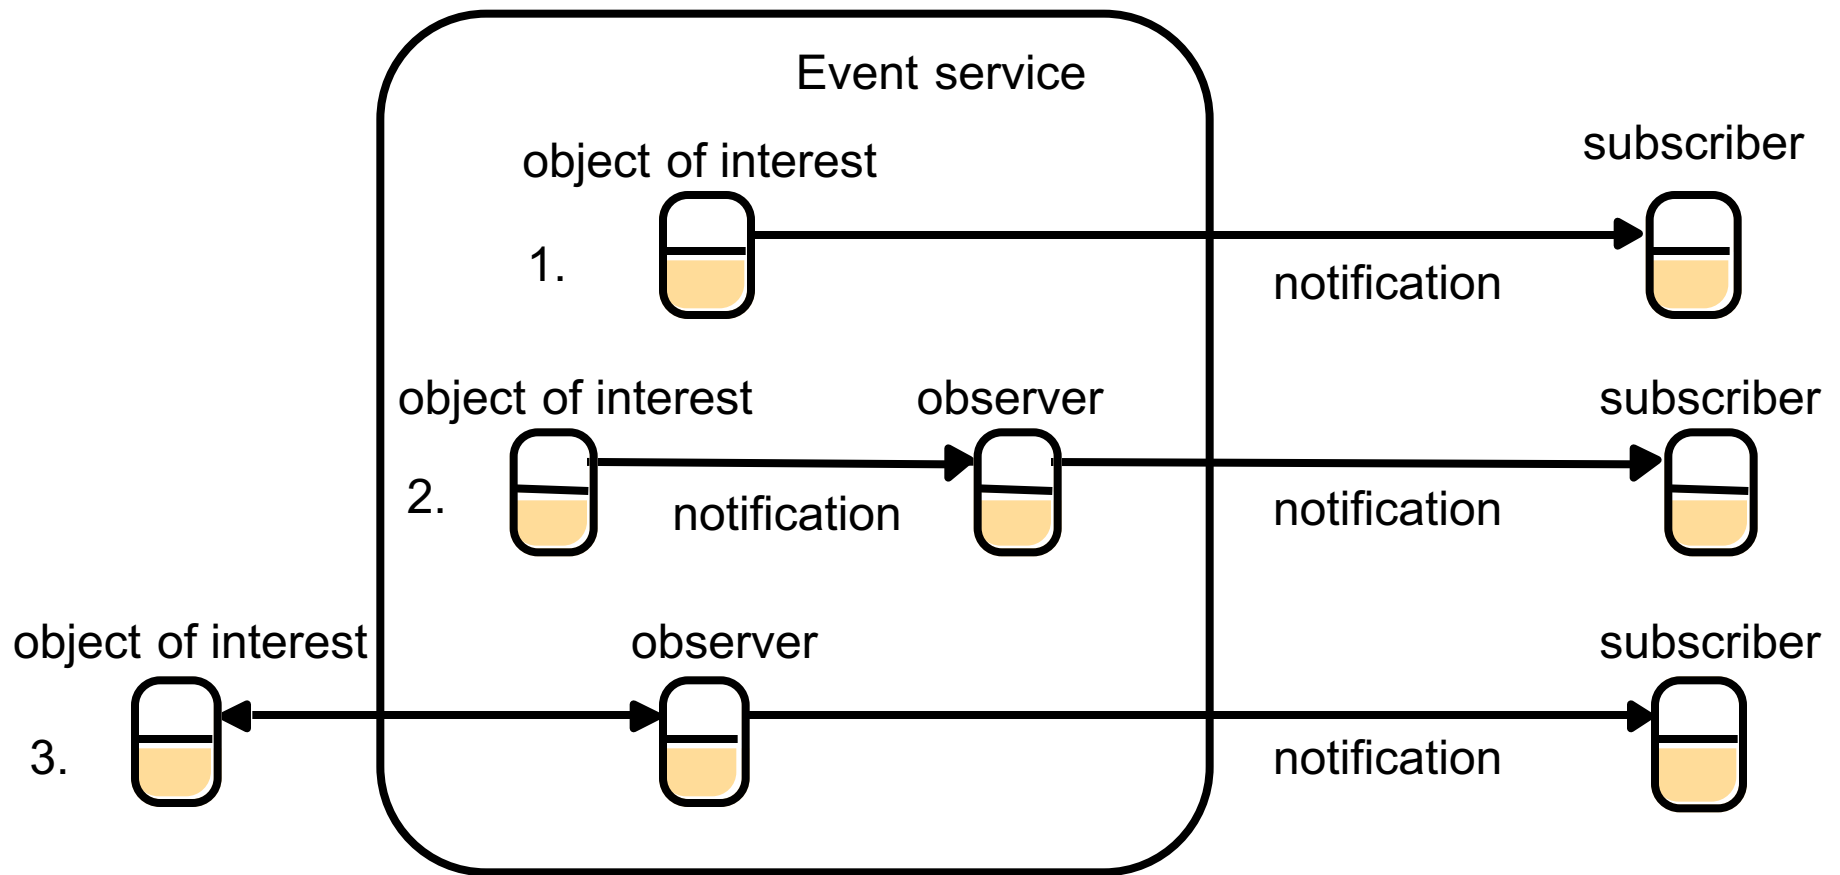 Event service
object of interest
subscriber
1.
notification
object of interest
observer
subscriber
2.
notification
notification
object of interest
observer
subscriber
3.
notification